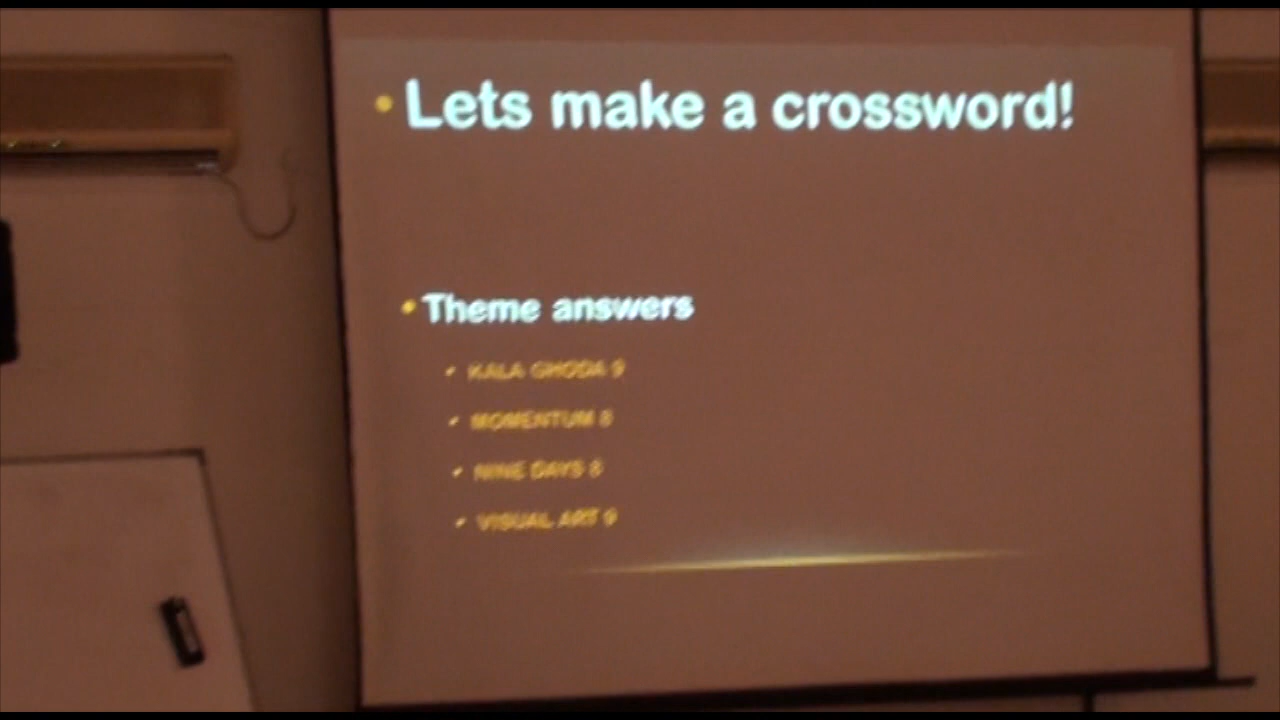 Lets make a crossword!
Theme answers
KALA GHODA 9
MOMENTUM 8
NINE DAYS 8
VISUAL ART 9